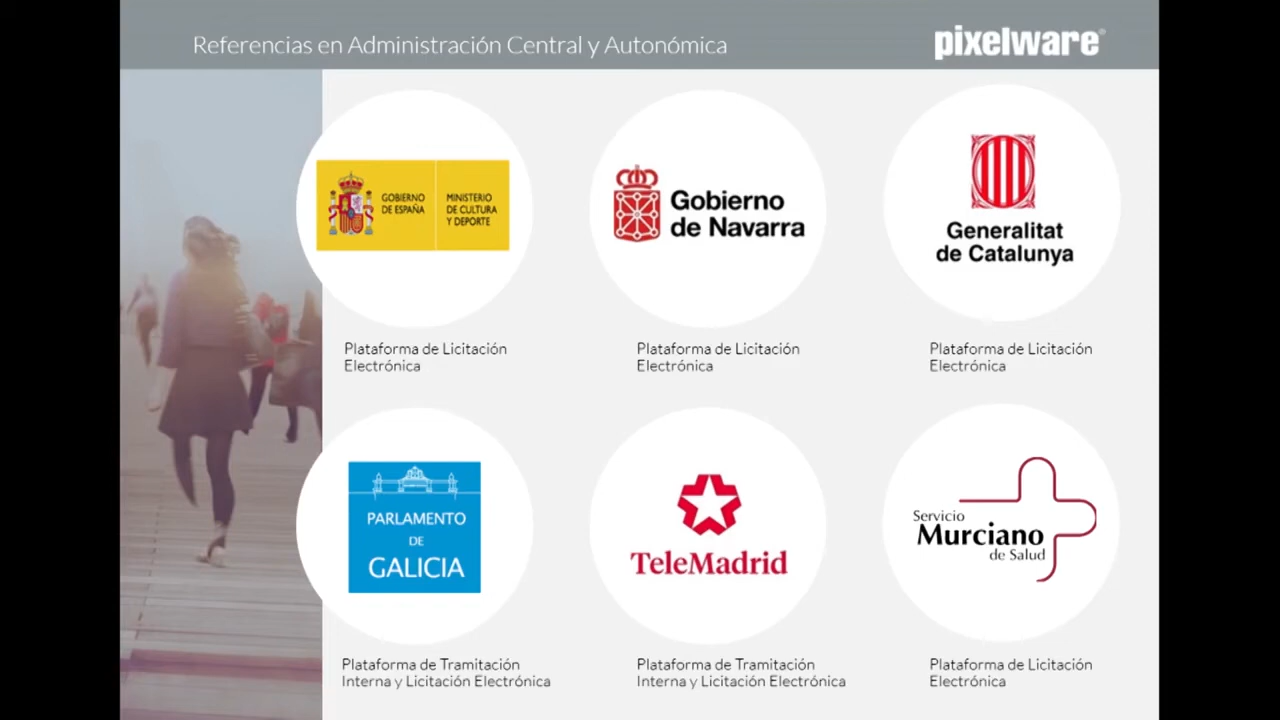 Referencias en Administración Central y Autonómica
pixelware®
GOBIERNO
DE ESPAÑA
MINISTERIO
DE CULTURA
Y DEPORTE
Gobierno
de Navarra
Generalitat
de Catalunya
Plataforma de Licitación
Electrónica
Plataforma de Licitación
Electrónica
Plataforma de Licitación
Electrónica
PARLAMENTO
DE
GALICIA
TeleMadrid
Servicio
Murciano
de Salud
Plataforma de Tramitación
Interna y Licitación Electrónica
Plataforma de Tramitación
Interna y Licitación Electrónica
Plataforma de Licitación
Electrónica